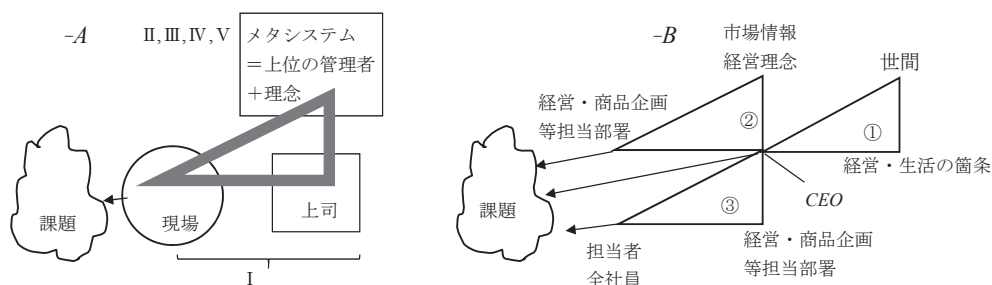 -A
Ⅱ,Ⅲ,Ⅳ,Ⅴ
メタシステム
＝上位の管理者
＋理念
課題
現場
上司
Ⅰ
-B
市場情報
経営理念
世間
経営・商品企画
等担当部署
②
①
経営・生活の箇条
課題
CEO
③
担当者
全社員
経営・商品企画
等担当部署